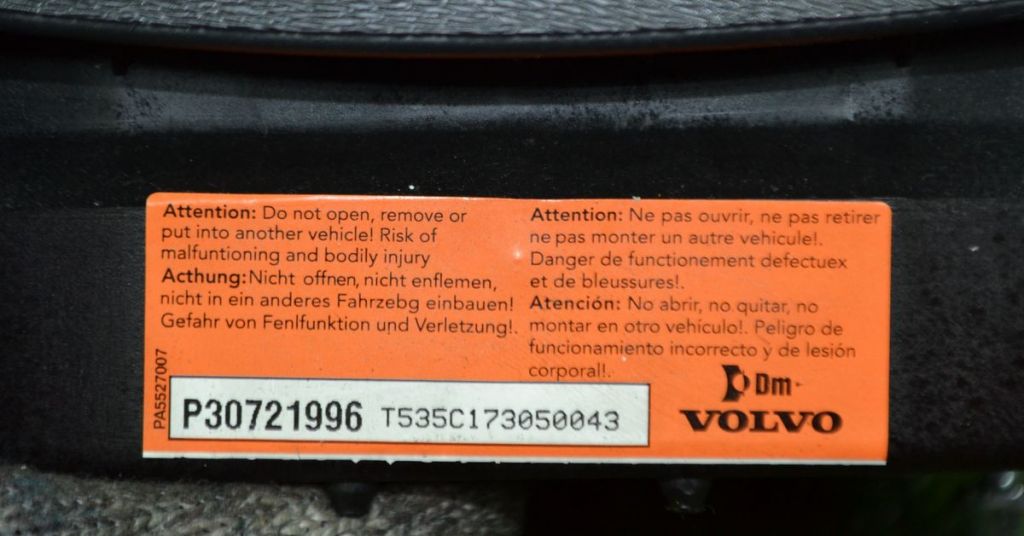 Attention: Do not open, remove or
put into another vehicle! Risk of
malfuntioning and bodily injury
Acthung:Nicht offnen, nicht enflemen,
nicht in ein anderes Fahrzebg einbauen!
Gefahr von Fenlfunktion und Verletzung!.
Attention: Ne pas ouvrir, ne pas retirer
ne pas monter un autre vehicule!.
Danger de functionement defectuex
et de bleussures!.
Atención: No abrir, no quitar, no
montar en otro vehículo!. Peligro de
funcionamiento incorrecto y de lesión
corporal!.
PA5527007
P30721996 T535C173050043
Dm
VOLVO